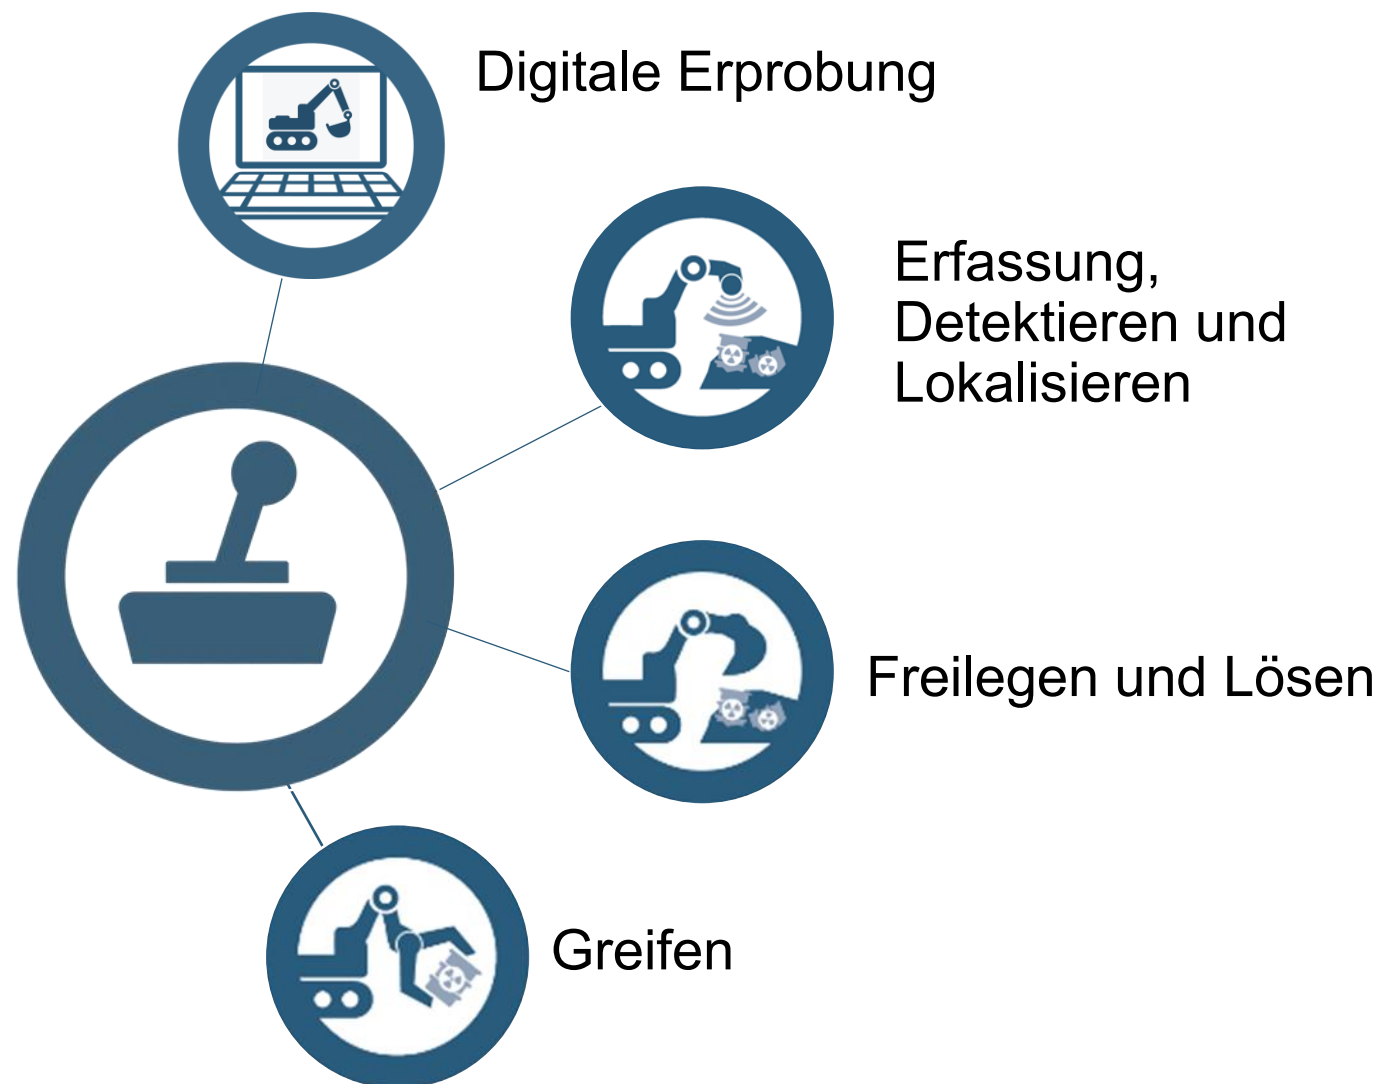 Digitale Erprobung
Erfassung,
Detektieren und
Lokalisieren
Freilegen und Lösen
Greifen